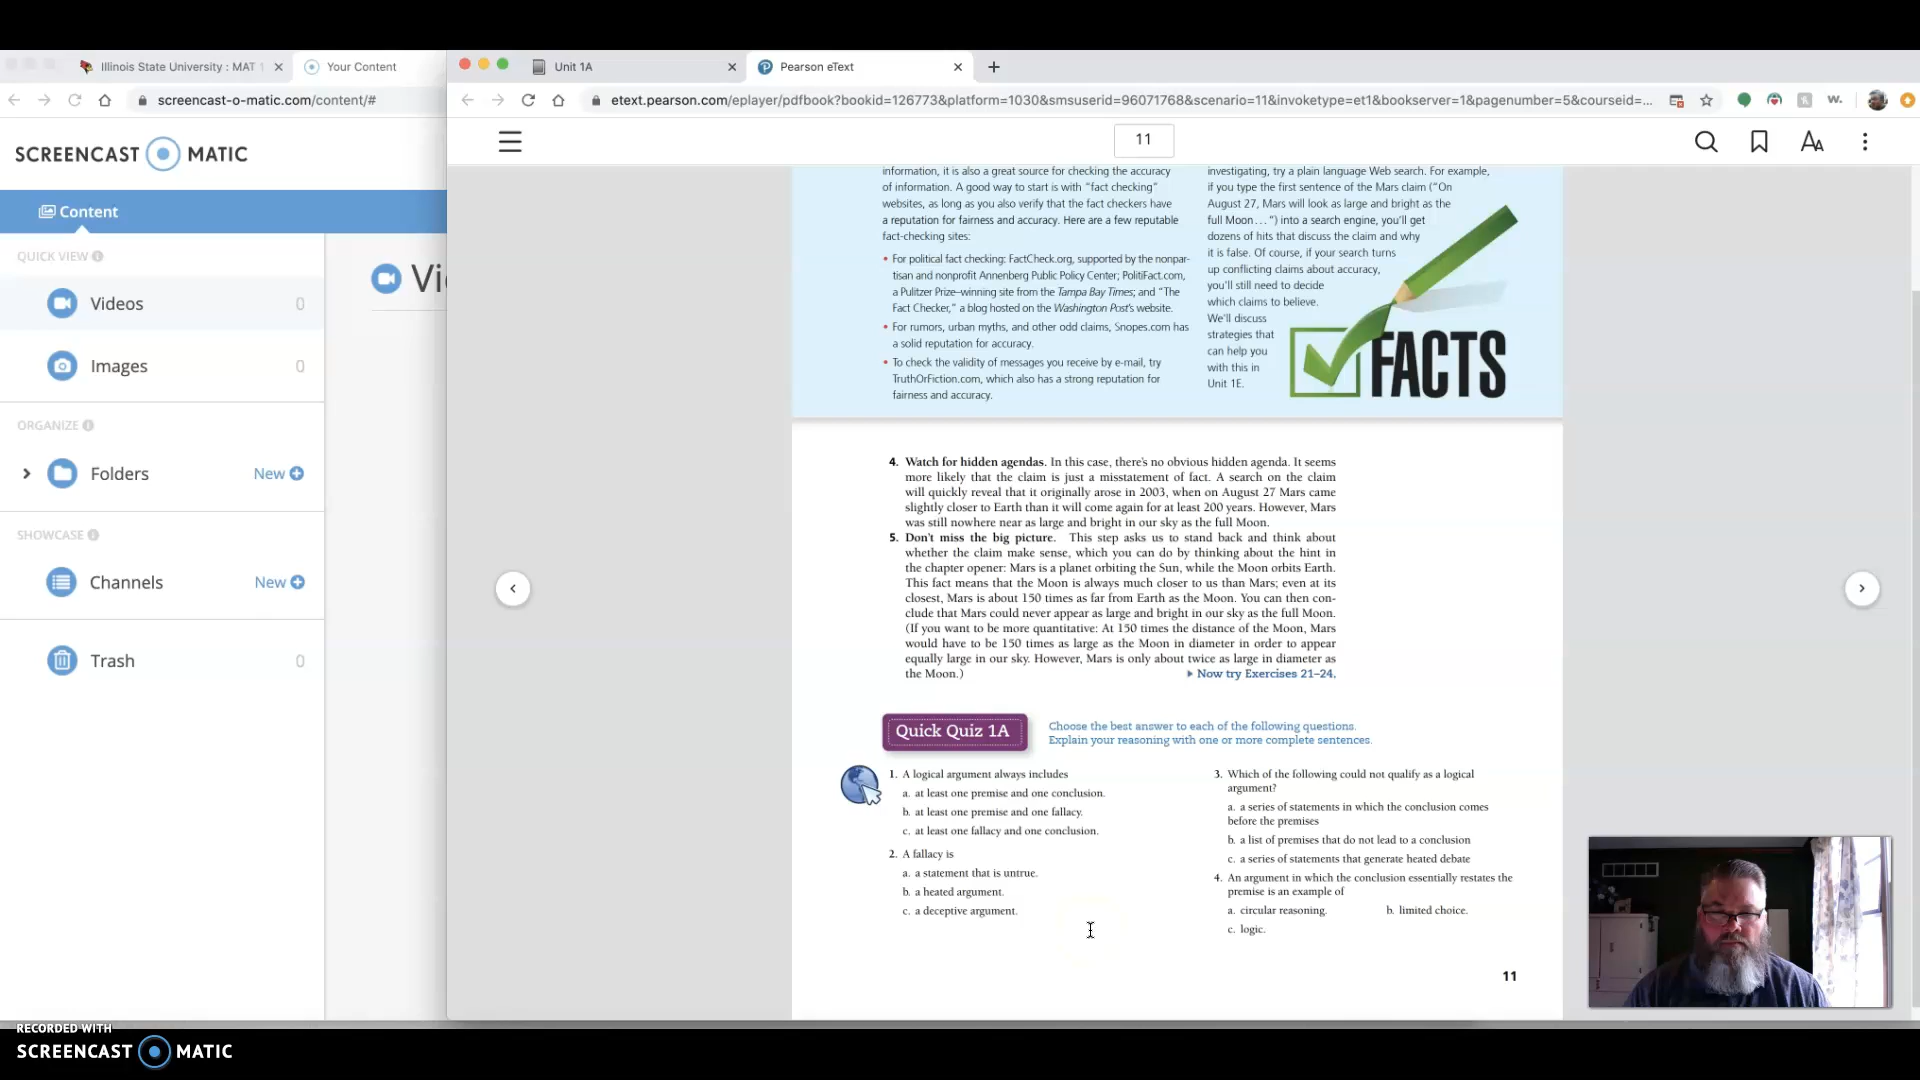 Illinois State University : MAT 1
Your Content
screencast-o-matic.com/content/#
SCREENCAST MATIC
Content
QUICK VIEW
Videos 0
Images 0
ORGANIZE
Folders New
SHOWCASE
Channels New
Trash 0
Vi
Unit 1A
Pearson eText
etext.pearson.com/eplayer/pdfbook?bookid=126773&platform=1030&smsuserid=96071768&scenario=11&invoketype=et1&bookserver=1&pagenumber=5&courseid=...
W.
11
AA
information, it is also a great source for checking the accuracy
of information. A good way to start is with "fact checking"
websites, as long as you also verify that the fact checkers have
a reputation for fairness and accuracy. Here are a few reputable
fact-checking sites:
• For political fact checking: FactCheck.org, supported by the nonpar-
tisan and nonprofit Annenberg Public Policy Center; PolitiFact.com,
a Pulitzer Prize–winning site from the Tampa Bay Times; and "The
Fact Checker," a blog hosted on the Washington Post's website.
• For rumors, urban myths, and other odd claims, Snopes.com has
a solid reputation for accuracy.
• To check the validity of messages you receive by e-mail, try
TruthOrFiction.com, which also has a strong reputation for
fairness and accuracy.
investigating, try a plain language Web search. For example,
if you type the first sentence of the Mars claim ("On
August 27, Mars will look as large and bright as the
full Moon...") into a search engine, you'll get
dozens of hits that discuss the claim and why
it is false. Of course, if your search turns
up conflicting claims about accuracy,
you'll still need to decide
which claims to believe.
We'll discuss
strategies that
can help you
with this in
Unit 1E.
FACTS
4. Watch for hidden agendas. In this case, there's no obvious hidden agenda. It seems
more likely that the claim is just a misstatement of fact. A search on the claim
will quickly reveal that it originally arose in 2003, when on August 27 Mars came
slightly closer to Earth than it will come again for at least 200 years. However, Mars
was still nowhere near as large and bright in our sky as the full Moon.
5. Don't miss the big picture. This step asks us to stand back and think about
whether the claim make sense, which you can do by thinking about the hint in
the chapter opener: Mars is a planet orbiting the Sun, while the Moon orbits Earth.
This fact means that the Moon is always much closer to us than Mars; even at its
closest, Mars is about 150 times as far from Earth as the Moon. You can then con-
clude that Mars could never appear as large and bright in our sky as the full Moon.
(If you want to be more quantitative: At 150 times the distance of the Moon, Mars
would have to be 150 times as large as the Moon in diameter in order to appear
equally large in our sky. However, Mars is only about twice as large in diameter as
the Moon.) ▸ Now try Exercises 21–24.
Quick Quiz 1A
Choose the best answer to each of the following questions.
Explain your reasoning with one or more complete sentences.
1. A logical argument always includes
a. at least one premise and one conclusion.
b. at least one premise and one fallacy.
c. at least one fallacy and one conclusion.
2. A fallacy is
a. a statement that is untrue.
b. a heated argument.
c. a deceptive argument.
3. Which of the following could not qualify as a logical
argument?
a. a series of statements in which the conclusion comes
before the premises
b. a list of premises that do not lead to a conclusion
c. a series of statements that generate heated debate
4. An argument in which the conclusion essentially restates the
premise is an example of
a. circular reasoning. b. limited choice.
c. logic.
11
RECORDED WITH
SCREENCAST MATIC